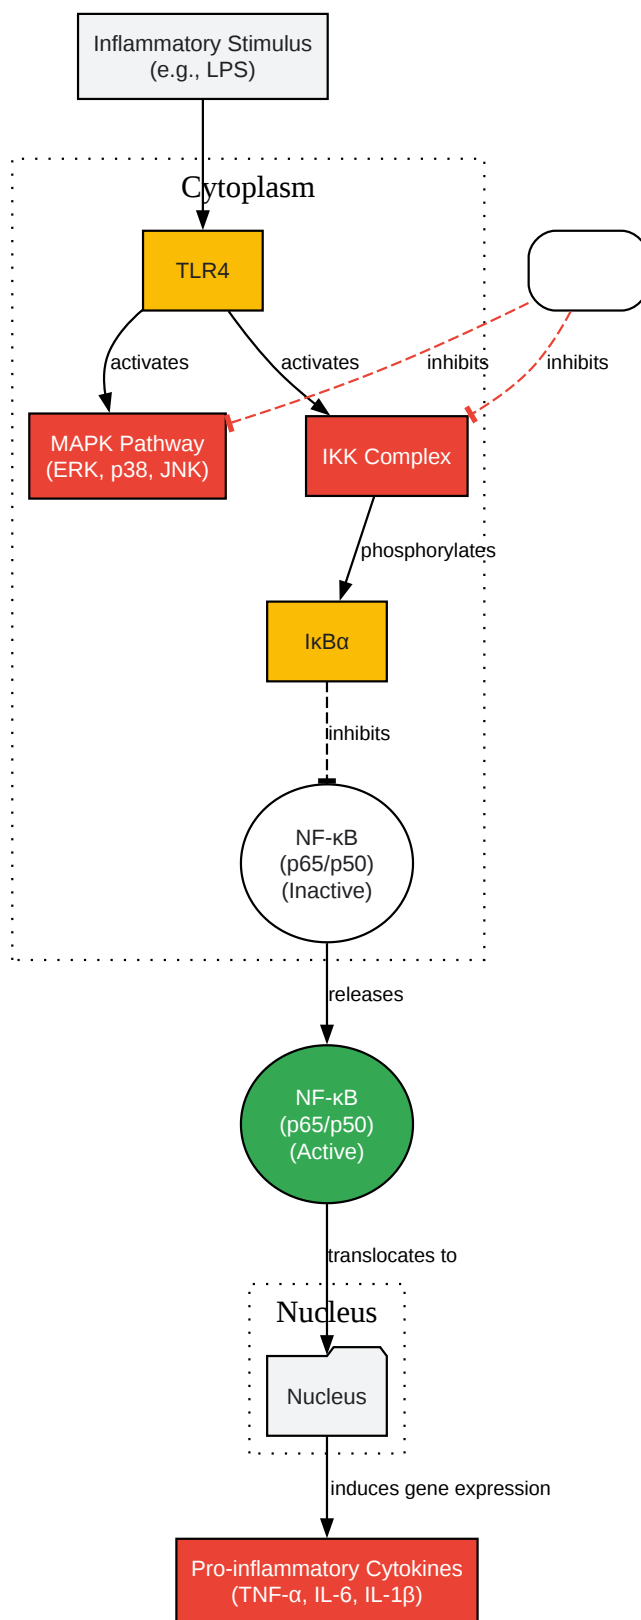 Inflammatory Stimulus
(e.g., LPS)
Cytoplasm
TLR4
activates
activates
inhibits
inhibits
MAPK Pathway
(ERK, p38, JNK)
IKK Complex
phosphorylates
IκBα
inhibits
NF-κB
(p65/p50)
(Inactive)
releases
NF-κB
(p65/p50)
(Active)
translocates to
Nucleus
Nucleus
induces gene expression
Pro-inflammatory Cytokines
(TNF-α, IL-6, IL-1β)